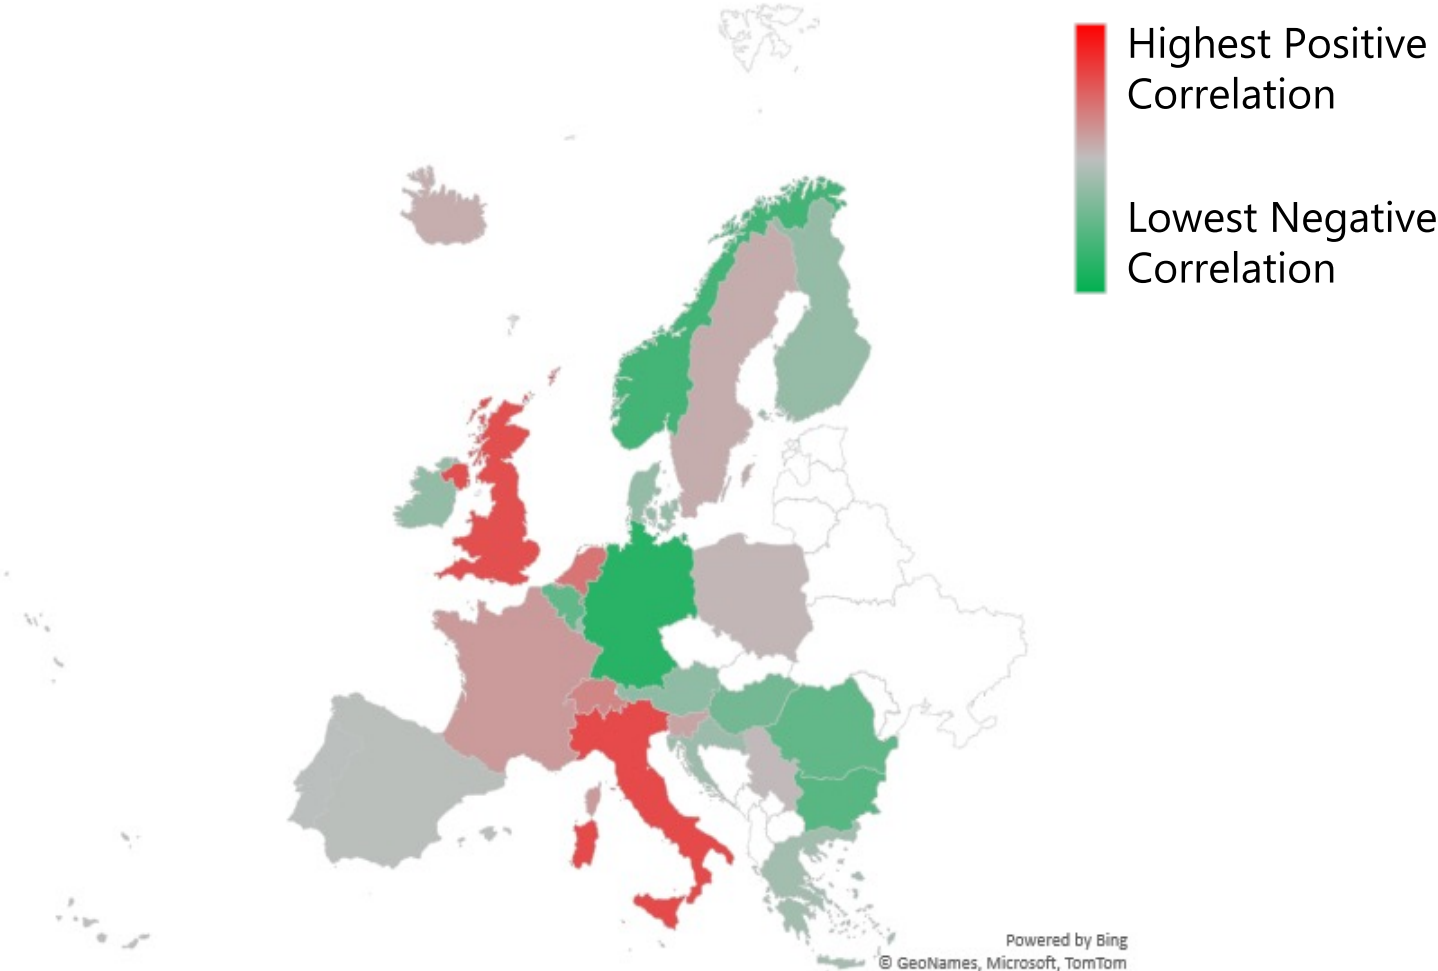 Highest Positive
Correlation
Lowest Negative
Correlation
Powered by Bing
© GeoNames, Microsoft, TomTom